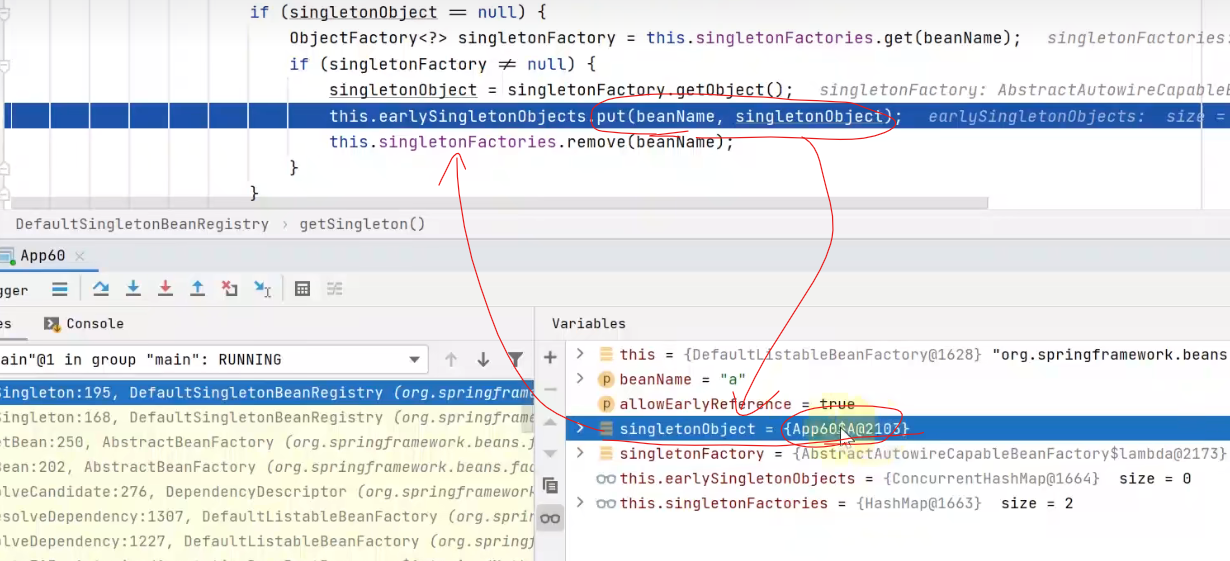 if (singletonObject == null) {
ObjectFactory<?> singletonFactory = this.singletonFactories.get(beanName);   singletonFactories:
if (singletonFactory ≠ null) {
singletonObject = singletonFactory.getObject();   singletonFactory: AbstractAutowireCapableB
this.earlySingletonObjects.put(beanName, singletonObject);   earlySingletonObjects:  size =
this.singletonFactories.remove(beanName);
}
}
DefaultSingletonBeanRegistry › getSingleton()
App60
gger
es   Console   Variables
ain"@1 in group "main": RUNNING
Singleton:195, DefaultSingletonBeanRegistry (org.springframe
Singleton:168, DefaultSingletonBeanRegistry (org.springframe
etBean:250, AbstractBeanFactory (org.springframework.beans.f
Bean:202, AbstractBeanFactory (org.springframework.beans.fac
olveCandidate:276, DependencyDescriptor (org.springframework
esolveDependency:1307, DefaultListableBeanFactory (org.sprin
olveDependency:1227, DefaultListableBeanFactory (org.springf
this = {DefaultListableBeanFactory@1628} "org.springframework.beans
beanName = "a"
allowEarlyReference = true
singletonObject = {App60$A@2103}
singletonFactory = {AbstractAutowireCapableBeanFactory$lambda@2173}
this.earlySingletonObjects = {ConcurrentHashMap@1664}  size = 0
this.singletonFactories = {HashMap@1663}  size = 2